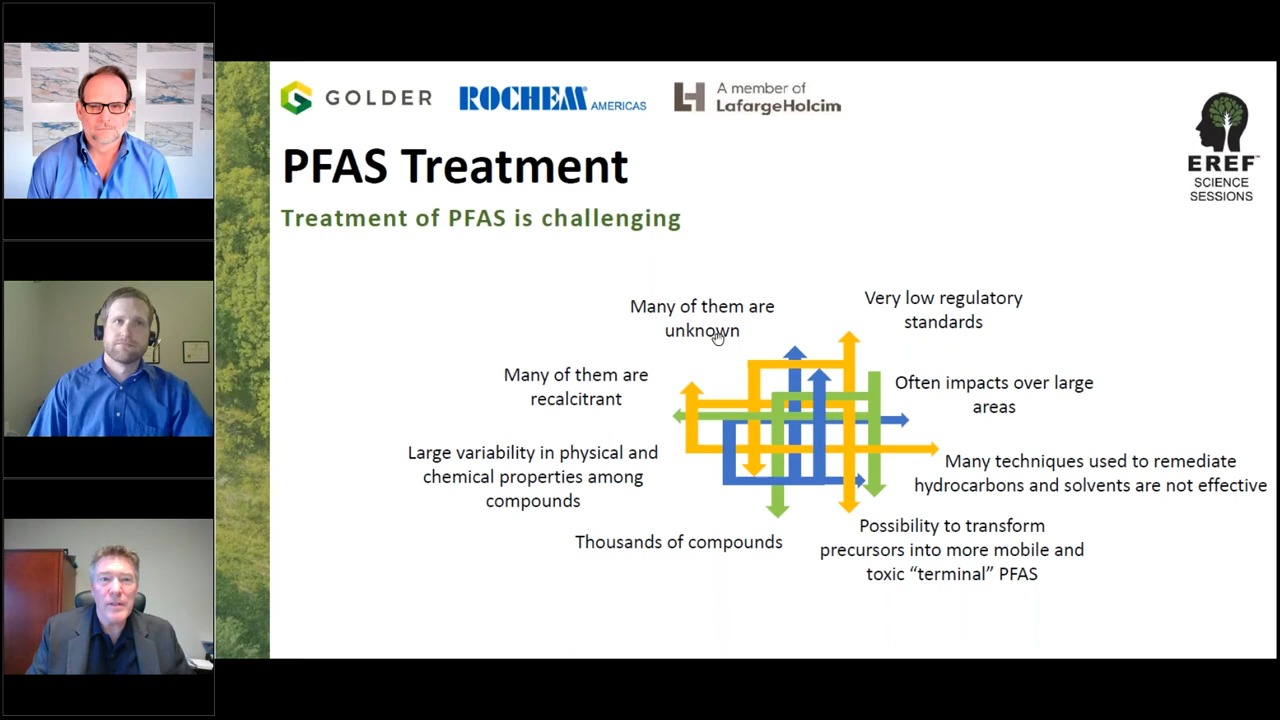 GOLDER
ROCHEM AMERICAS
A member of
LafargeHolcim
EREF™
SCIENCE
SESSIONS
PFAS Treatment
Treatment of PFAS is challenging
Many of them are
unknown
Very low regulatory
standards
Many of them are
recalcitrant
Often impacts over large
areas
Large variability in physical and
chemical properties among
compounds
Many techniques used to remediate
hydrocarbons and solvents are not effective
Thousands of compounds
Possibility to transform
precursors into more mobile and
toxic “terminal” PFAS